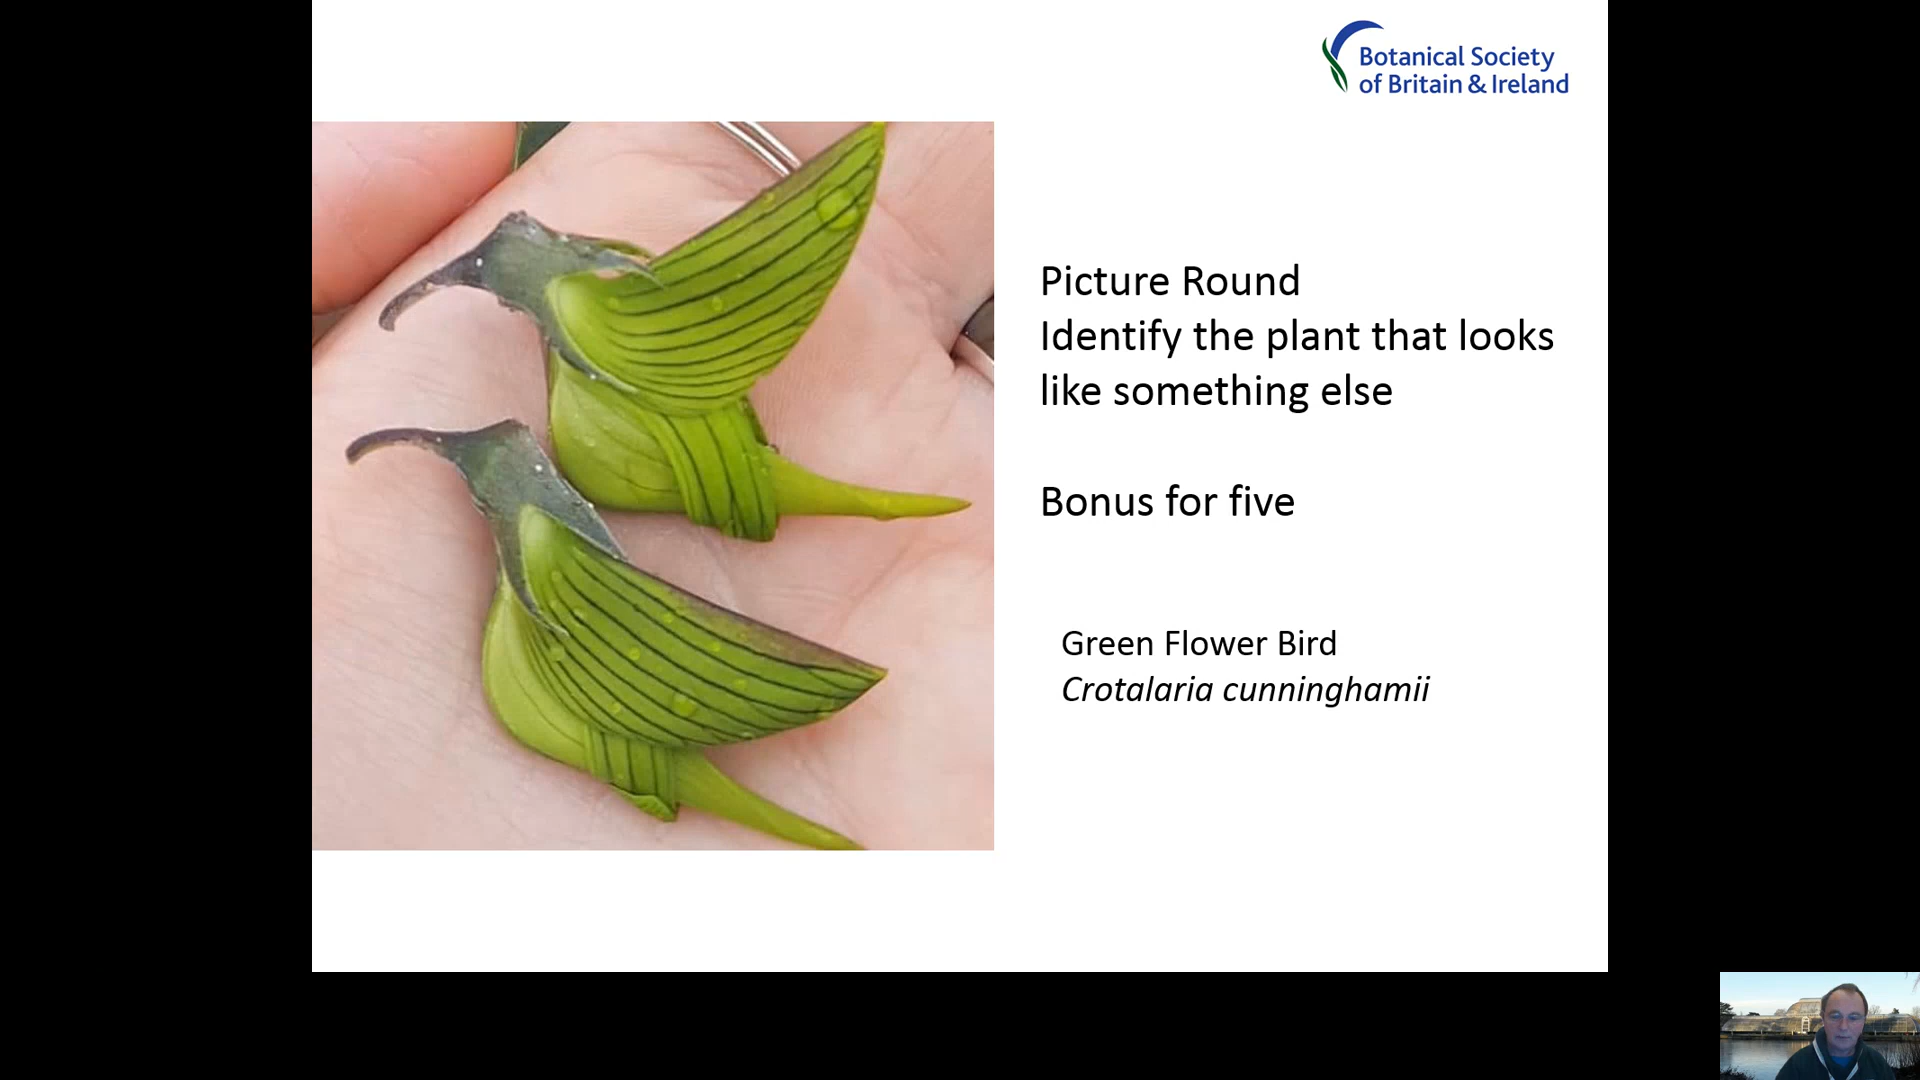 Botanical Society
of Britain & Ireland
Picture Round
Identify the plant that looks
like something else
Bonus for five
Green Flower Bird
Crotalaria cunninghamii